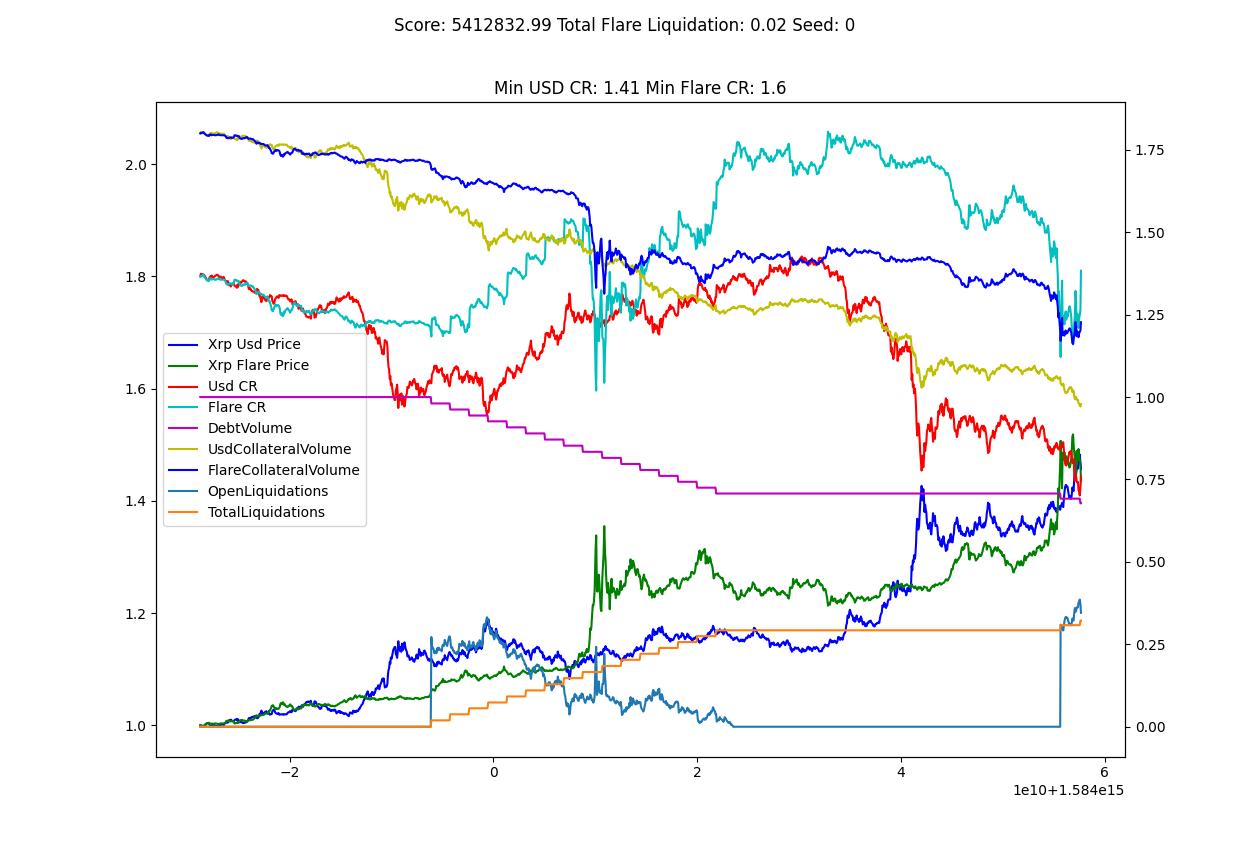 Score: 5412832.99 Total Flare Liquidation: 0.02 Seed: 0
Min USD CR: 1.41 Min Flare CR: 1.6
2.0
1.8
1.6
1.4
1.2
1.0
Xrp Usd Price
Xrp Flare Price
Usd CR
Flare CR
DebtVolume
UsdCollateralVolume
FlareCollateralVolume
OpenLiquidations
TotalLiquidations
1.75
1.50
1.25
1.00
0.75
0.50
0.25
0.00
−2 0 2 4 6
1e10+1.584e15